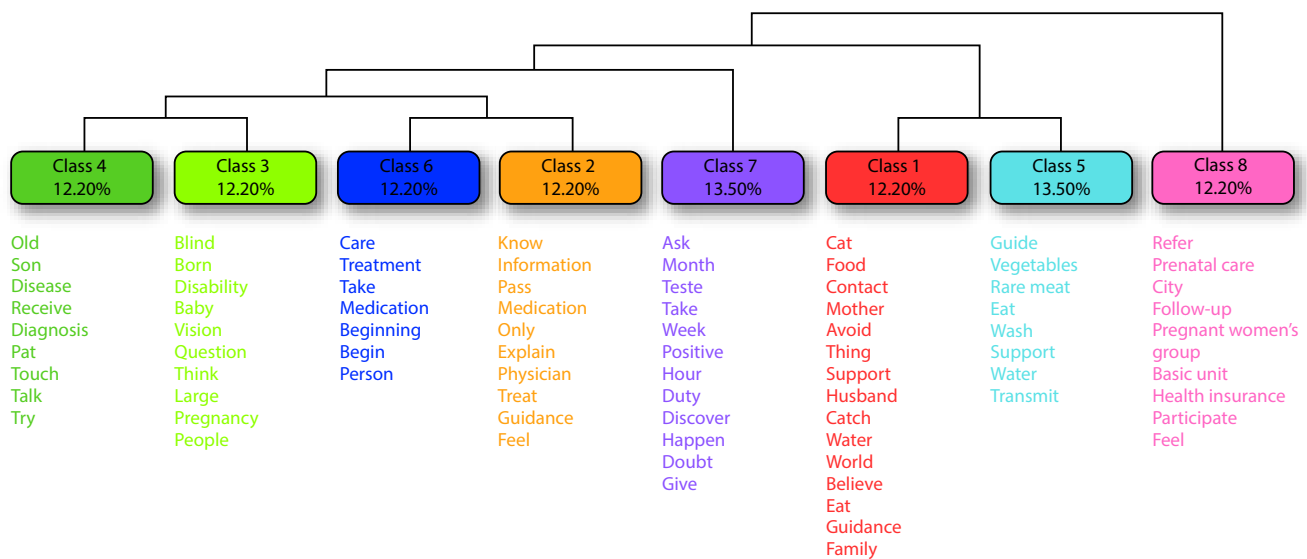 Class 4
12.20%
Class 3
12.20%
Class 6
12.20%
Class 2
12.20%
Class 7
13.50%
Class 1
12.20%
Class 5
13.50%
Class 8
12.20%
Old
Son
Disease
Receive
Diagnosis
Pat
Touch
Talk
Try
Blind
Born
Disability
Baby
Vision
Question
Think
Large
Pregnancy
People
Care
Treatment
Take
Medication
Beginning
Begin
Person
Know
Information
Pass
Medication
Only
Explain
Physician
Treat
Guidance
Feel
Ask
Month
Teste
Take
Week
Positive
Hour
Duty
Discover
Happen
Doubt
Give
Cat
Food
Contact
Mother
Avoid
Thing
Support
Husband
Catch
Water
World
Believe
Eat
Guidance
Family
Guide
Vegetables
Rare meat
Eat
Wash
Support
Water
Transmit
Refer
Prenatal care
City
Follow-up
Pregnant women’s
group
Basic unit
Health insurance
Participate
Feel